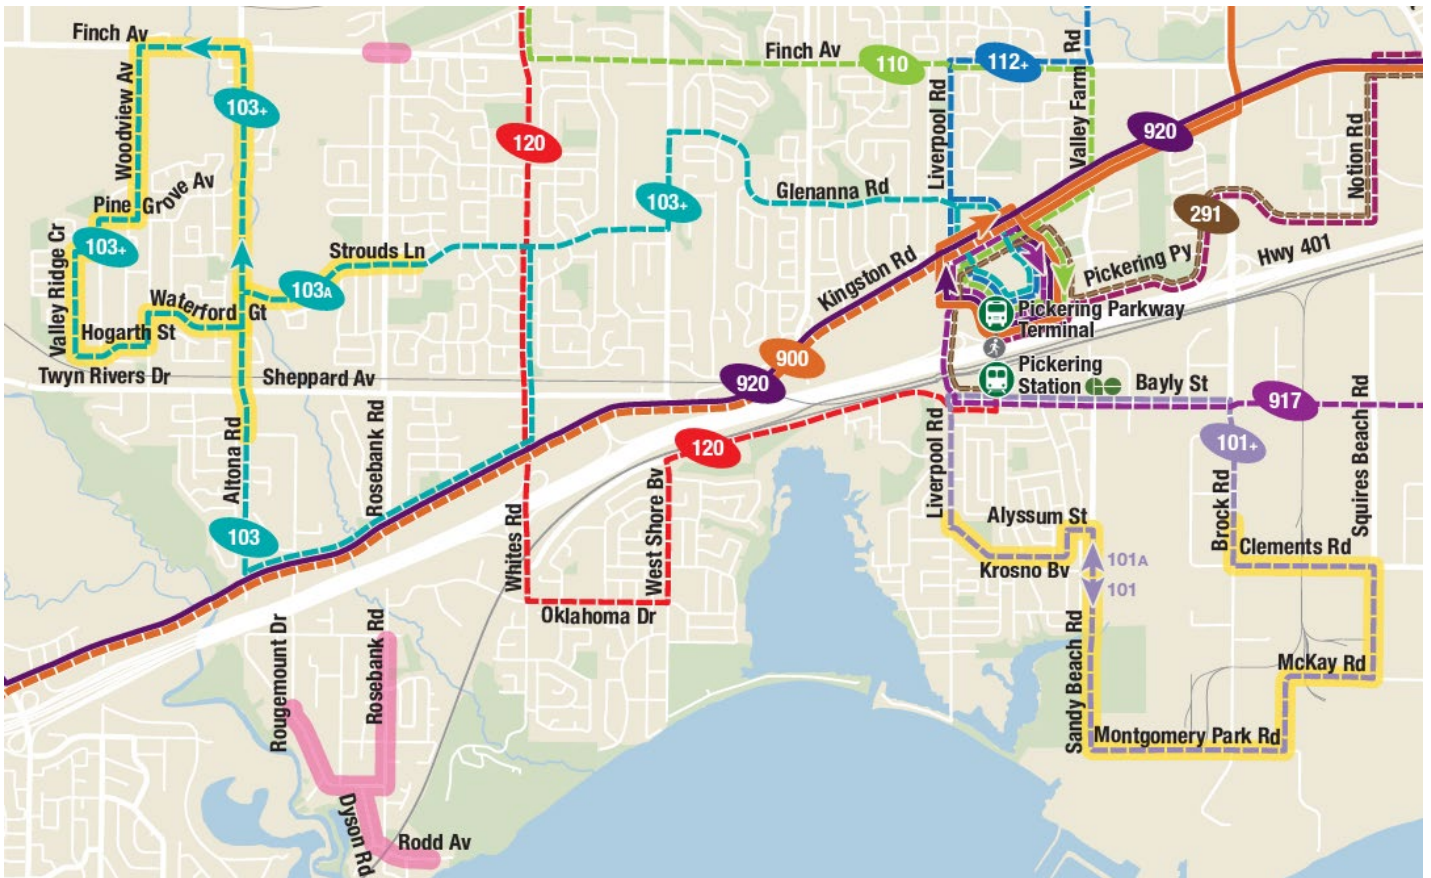 Finch Av
Woodview Av
103+
Pine Grove Av
103+
Valley Ridge Cr
Waterford Gt
Hogarth St
Twyn Rivers Dr
Strouds Ln
103A
Sheppard Av
Altona Rd
103
Rosebank Rd
120
Finch Av
110
112+
Liverpool Rd
Valley Farm Rd
920
103+
Glenanna Rd
Notion Rd
291
Kingston Rd
Pickering Py
Hwy 401
Pickering Parkway
Terminal
Pickering
Station
900
920
Bayly St
917
101+
120
Liverpool Rd
Brock Rd
Squires Beach Rd
Whites Rd
West Shore Bv
Oklahoma Dr
Alyssum St
Krosno Bv
101A
101
Clements Rd
Sandy Beach Rd
McKay Rd
Montgomery Park Rd
Rougemount Dr
Rosebank Rd
Dyson Rd
Rodd Av